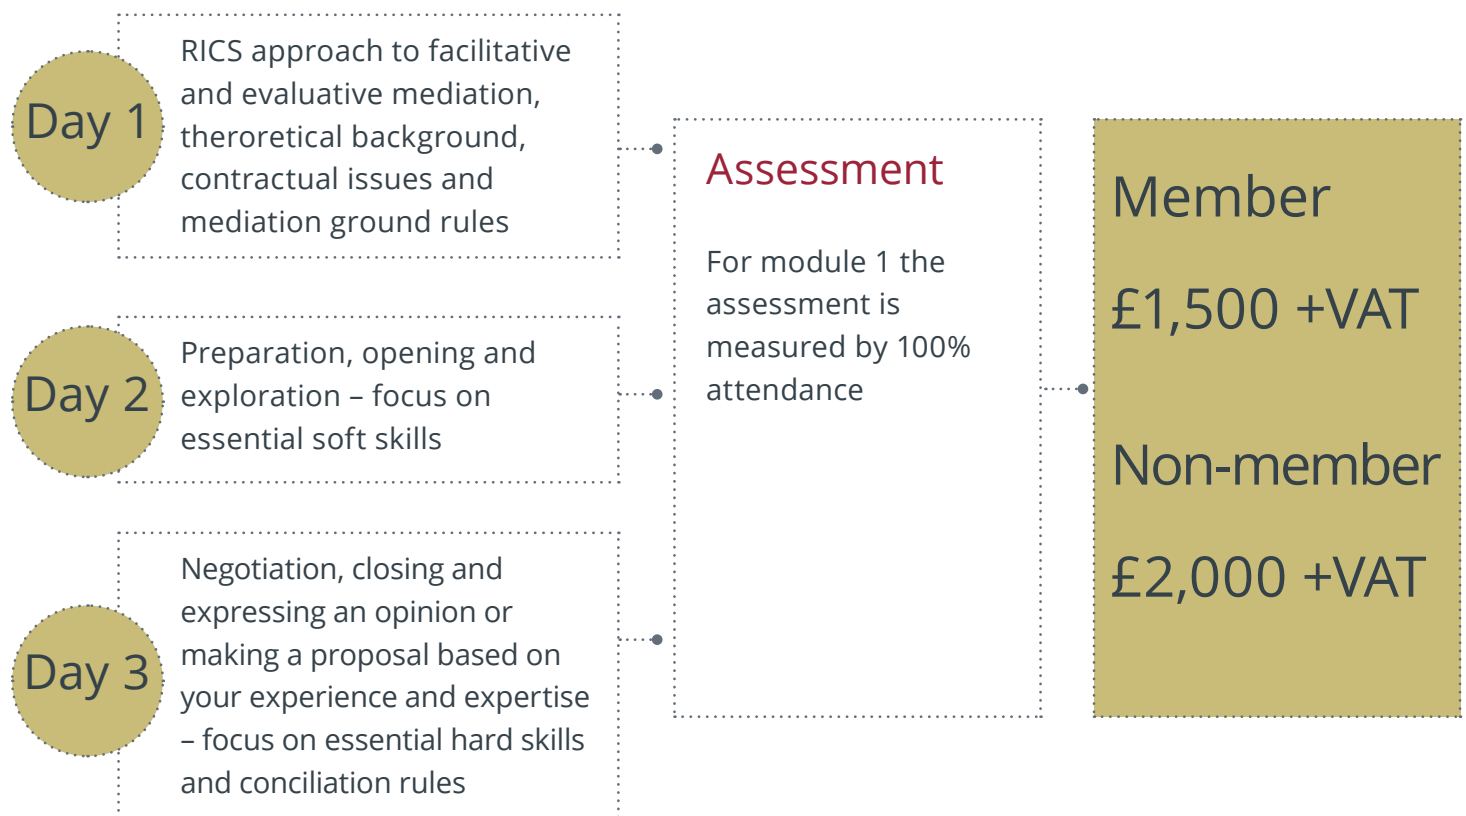 Day 1
RICS approach to facilitative
and evaluative mediation,
theroretical background,
contractual issues and
mediation ground rules
Day 2
Preparation, opening and
exploration – focus on
essential soft skills
Day 3
Negotiation, closing and
expressing an opinion or
making a proposal based on
your experience and expertise
– focus on essential hard skills
and conciliation rules
Assessment
For module 1 the
assessment is
measured by 100%
attendance
Member
£1,500 +VAT
Non-member
£2,000 +VAT